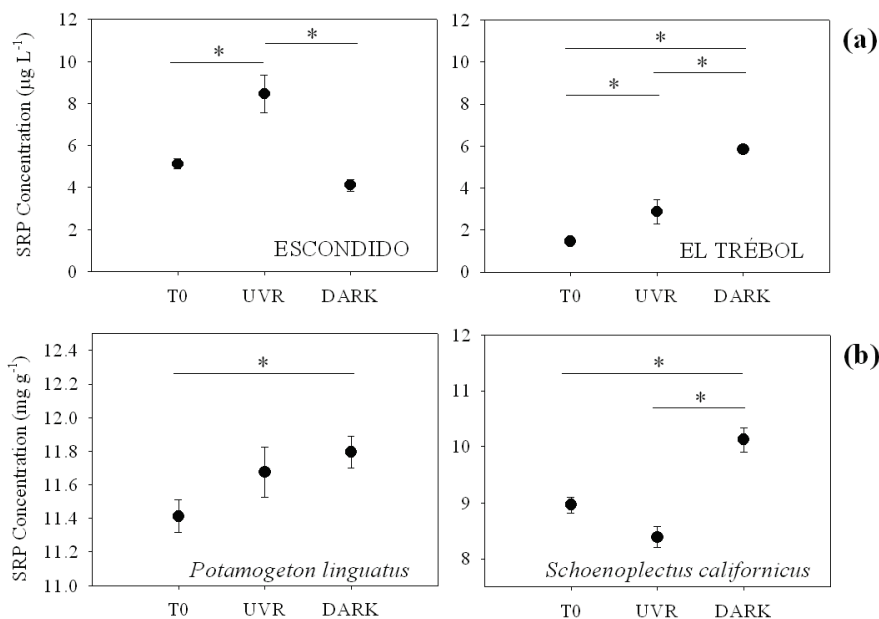 (a)
SRP Concentration (µg L-1)
12
10
8
6
4
2
0
*
*
ESCONDIDO
T0 UVR DARK
12
10
8
6
4
2
0
*
*
*
EL TRÉBOL
T0 UVR DARK
(b)
SRP Concentration (mg g-1)
12.4
12.2
12.0
11.8
11.6
11.4
11.2
11.0
*
Potamogeton linguatus
T0 UVR DARK
12
11
10
9
8
*
*
Schoenoplectus californicus
T0 UVR DARK